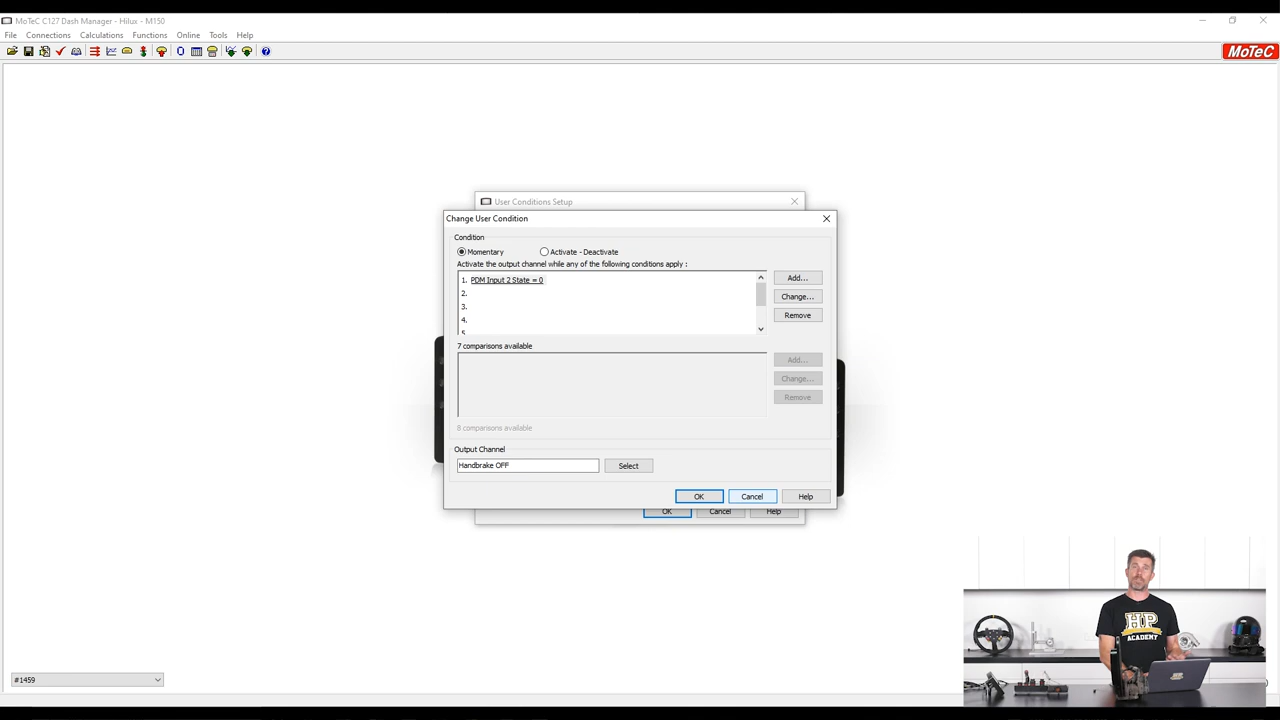 MoTeC C127 Dash Manager - Hilux - M150
File Connections Calculations Functions Online Tools Help
MoTeC
User Conditions Setup
Change User Condition
Condition
Momentary Activate - Deactivate
Activate the output channel while any of the following conditions apply :
1. PDM Input 2 State = 0
2.
3.
4.
5.
Add...
Change...
Remove
7 comparisons available
Add...
Change...
Remove
8 comparisons available
Output Channel
Handbrake OFF Select
OK Cancel Help
OK Cancel Help
HP
ACADEMY
#1459